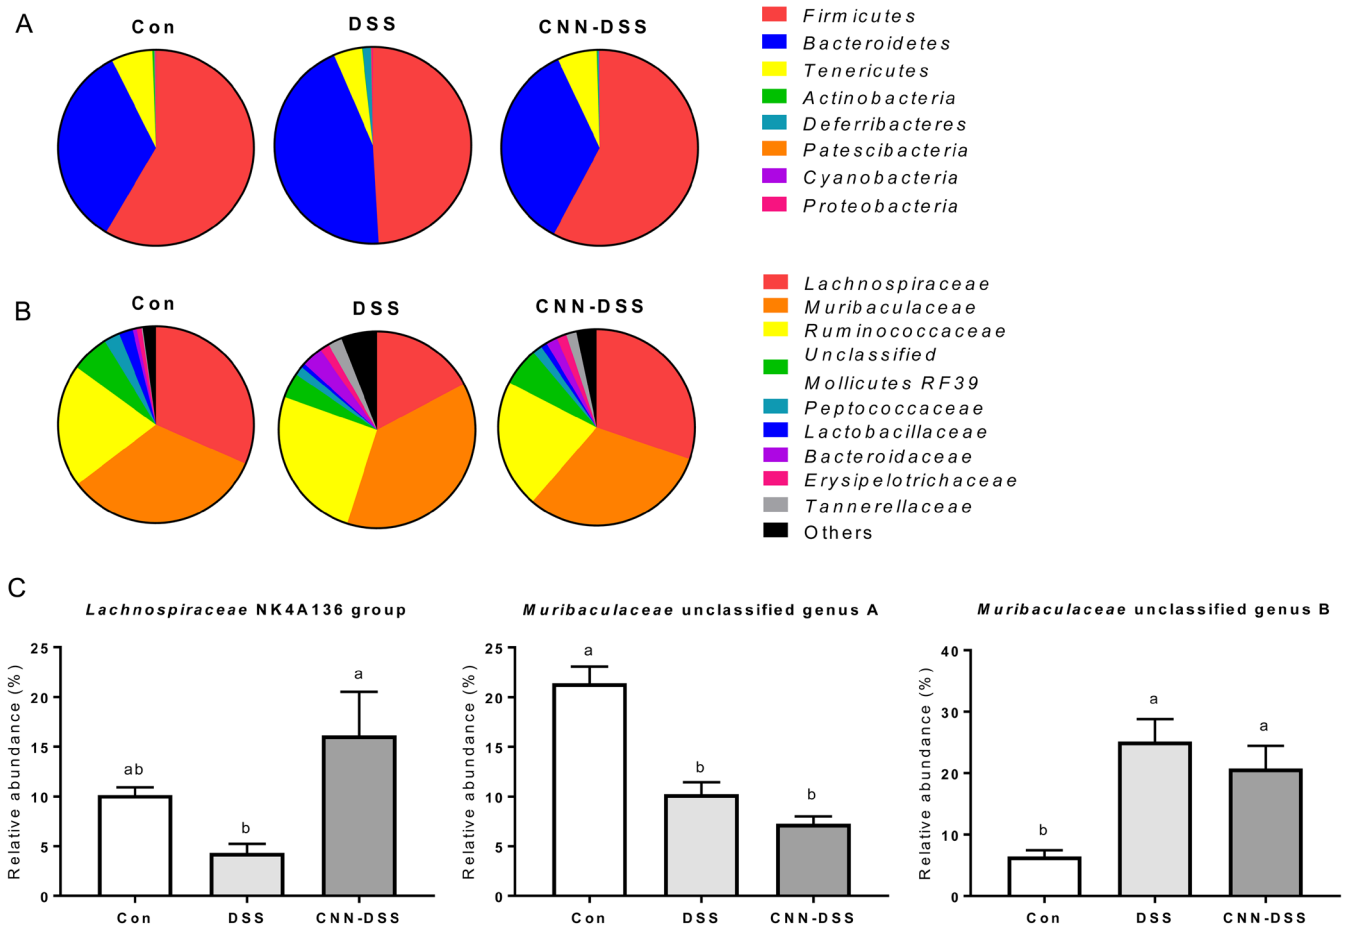 A
Con
DSS
CNN-DSS
Firmicutes
Bacteroidetes
Tenericutes
Actinobacteria
Deferribacteres
Patescibacteria
Cyanobacteria
Proteobacteria
B
Con
DSS
CNN-DSS
Lachnospiraceae
Muribaculaceae
Ruminococcaceae
Unclassified
Mollicutes RF39
Peptococcaceae
Lactobacillaceae
Bacteroidaceae
Erysipelotrichaceae
Tannerellaceae
Others
C
Lachnospiraceae NK4A136 group
Relative abundance (%)
25
20
15
10
5
0
ab
b
a
Con
DSS
CNN-DSS
Muribaculaceae unclassified genus A
Relative abundance (%)
25
20
15
10
5
0
a
b
b
Con
DSS
CNN-DSS
Muribaculaceae unclassified genus B
Relative abundance (%)
40
30
20
10
0
b
a
a
Con
DSS
CNN-DSS